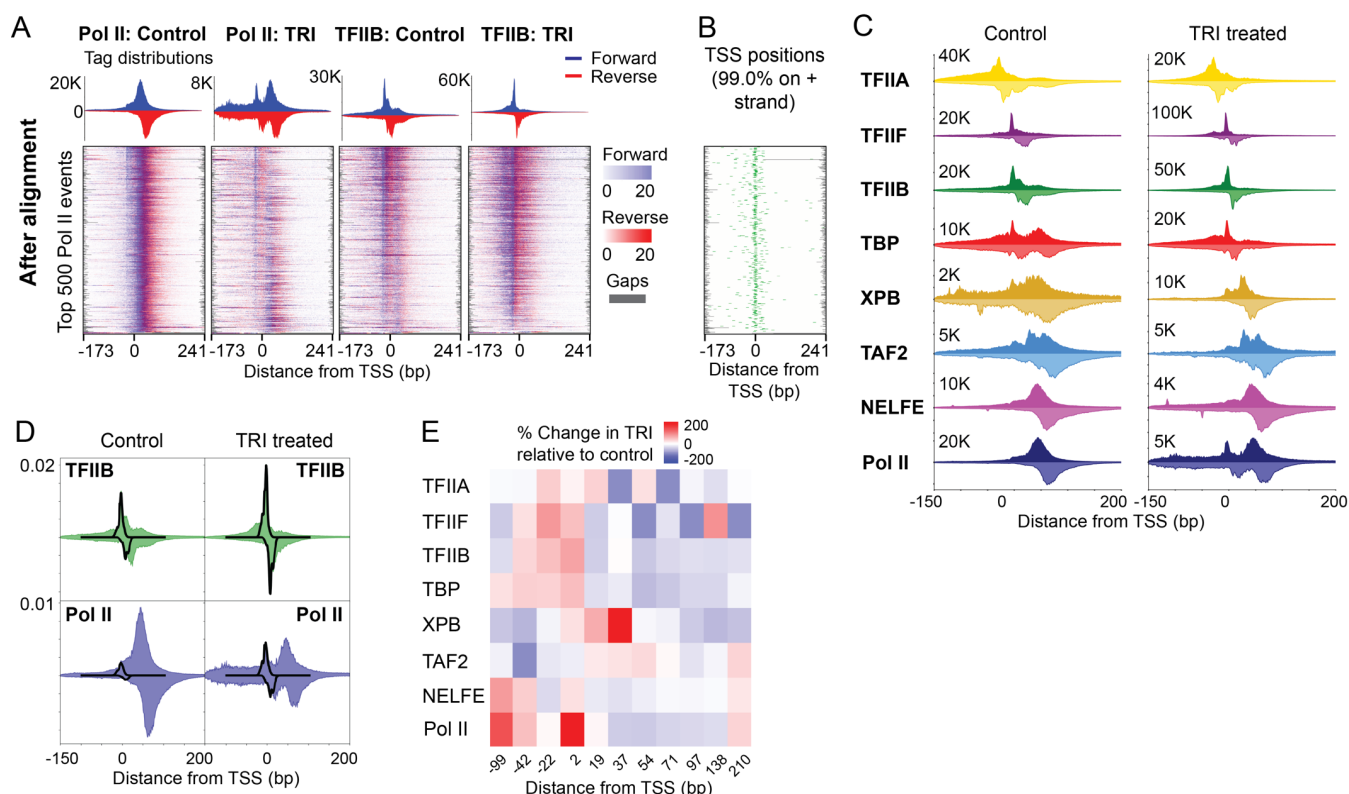 A
Pol II: Control
Pol II: TRI
TFIIB: Control
TFIIB: TRI
Tag distributions
20K
0
8K
30K
60K
Forward
Reverse
After alignment
Top 500 Pol II events
Forward
0 20
Reverse
0 20
Gaps
-173 0 241
-173 0 241
-173 0 241
-173 0 241
Distance from TSS (bp)
B
TSS positions
(99.0% on +
strand)
-173 0 241
Distance from
TSS (bp)
C
Control
TRI treated
TFIIA
40K
20K
TFIIF
20K
100K
TFIIB
20K
50K
TBP
10K
20K
XPB
2K
10K
TAF2
5K
5K
NELFE
10K
4K
Pol II
20K
5K
-150 0 200
-150 0 200
Distance from TSS (bp)
D
Control
TRI treated
0.02
TFIIB
TFIIB
0.01
Pol II
Pol II
0
-150 0 200
0 200
Distance from TSS (bp)
E
% Change in TRI
relative to control
200
0
-200
TFIIA
TFIIF
TFIIB
TBP
XPB
TAF2
NELFE
Pol II
-99 -42 -22 2 19 37 54 71 97 138 210
Distance from TSS (bp)